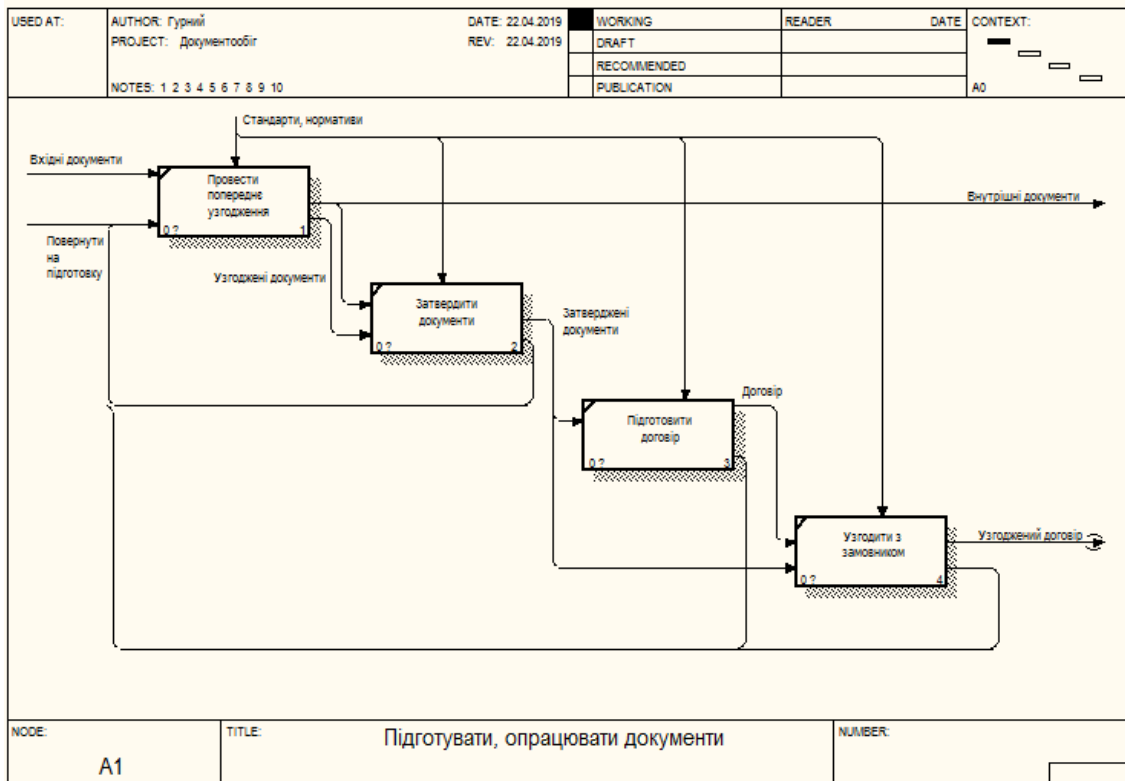 USED AT:
AUTHOR: Гурний
DATE: 22.04.2019
PROJECT: Документообіг
REV: 22.04.2019
NOTES: 1 2 3 4 5 6 7 8 9 10
WORKING
DRAFT
RECOMMENDED
PUBLICATION
READER DATE
CONTEXT:
A0
Стандарти, нормативи
Вхідні документи
Провести
попереднє
узгодження
0 ? 1
Внутрішні документи
Повернути
на
підготовку
Узгоджені документи
Затвердити
документи
0 ? 2
Затверджені
документи
Договір
Підготовити
договір
0 ? 3
Узгодити з
замовником
0 ? 4
Узгоджений договір
NODE:
A1
TITLE:
Підготувати, опрацювати документи
NUMBER: